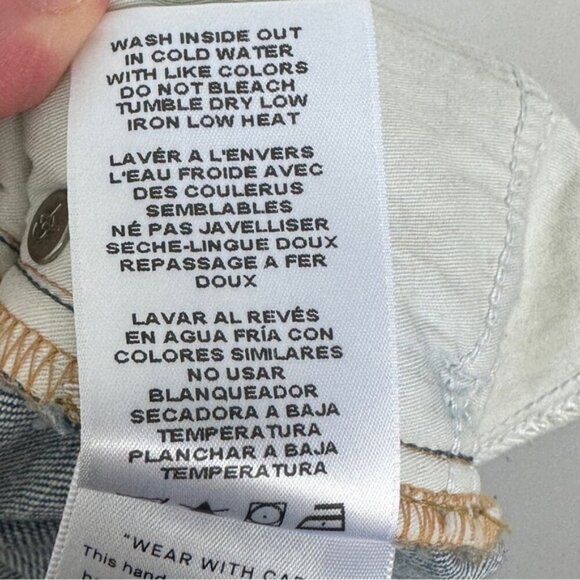 WASH INSIDE OUT
IN COLD WATER
WITH LIKE COLORS
DO NOT BLEACH
TUMBLE DRY LOW
IRON LOW HEAT
LAVÉR A L'ENVERS
L'EAU FROIDE AVEC
DES COULERUS
SEMBLABLES
NÉ PAS JAVELLISER
SECHE-LINGUE DOUX
REPASSAGE A FER
DOUX
LAVAR AL REVÉS
EN AGUA FRÍA CON
COLORES SIMILARES
NO USAR
BLANQUEADOR
SECADORA A BAJA
TEMPERATURA
PLANCHAR A BAJA
TEMPERATURA
"WEAR WITH
This hand